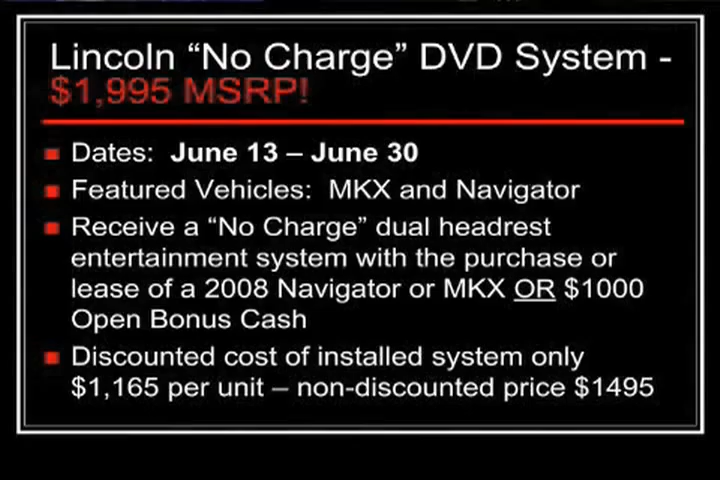 Lincoln “No Charge” DVD System -
$1,995 MSRP!
Dates: June 13 – June 30
Featured Vehicles: MKX and Navigator
Receive a “No Charge” dual headrest
entertainment system with the purchase or
lease of a 2008 Navigator or MKX OR $1000
Open Bonus Cash
Discounted cost of installed system only
$1,165 per unit – non-discounted price $1495